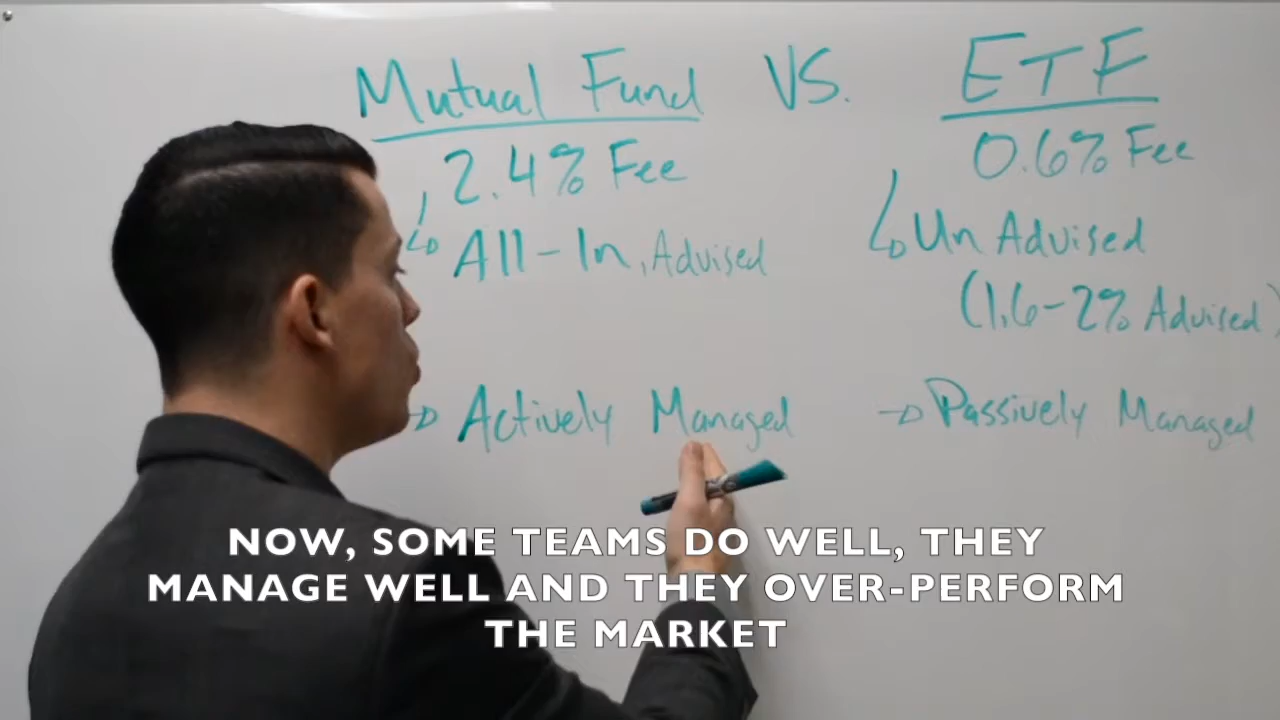 Mutual Fund VS. ETF
2.4% Fee
0.6% Fee
All-In, Advised
Un Advised
(1.6-2% Advised)
Actively Managed
Passively Managed
NOW, SOME TEAMS DO WELL, THEY
MANAGE WELL AND THEY OVER-PERFORM
THE MARKET